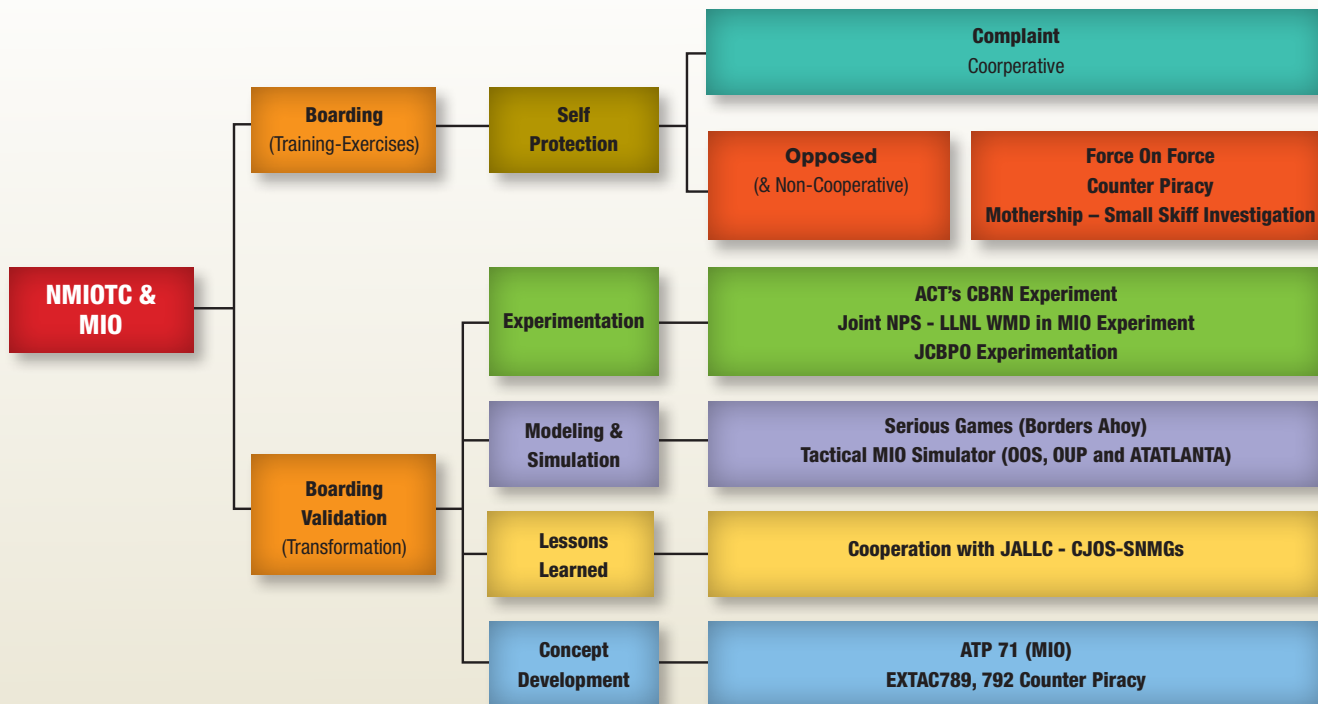 NMIOTC &
MIO
Boarding
(Training-Exercises)
Self
Protection
Complaint
Coorperative
Opposed
(& Non-Cooperative)
Force On Force
Counter Piracy
Mothership – Small Skiff Investigation
Boarding
Validation
(Transformation)
Experimentation
ACT's CBRN Experiment
Joint NPS - LLNL WMD in MIO Experiment
JCBPO Experimentation
Modeling &
Simulation
Serious Games (Borders Ahoy)
Tactical MIO Simulator (OOS, OUP and ATATLANTA)
Lessons
Learned
Cooperation with JALLC - CJOS-SNMGs
Concept
Development
ATP 71 (MIO)
EXTAC789, 792 Counter Piracy